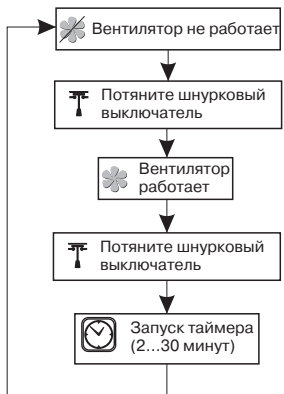 Вентилятор не работает
Потяните шнурковый
выключатель
Вентилятор
работает
Потяните шнурковый
выключатель
Запуск таймера
(2...30 минут)